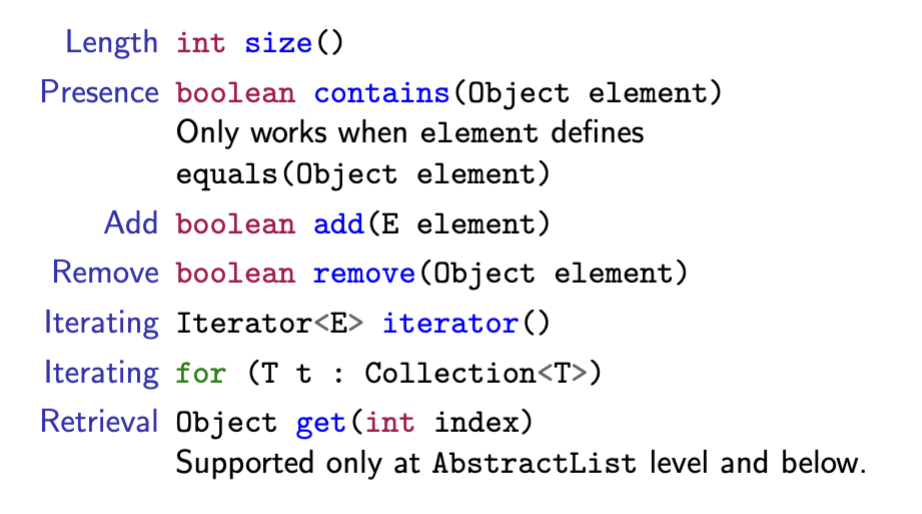 Length int size()
Presence boolean contains(Object element)
Only works when element defines
equals(Object element)
Add boolean add(E element)
Remove boolean remove(Object element)
Iterating Iterator<E> iterator()
Iterating for (T t : Collection<T>)
Retrieval Object get(int index)
Supported only at AbstractList level and below.